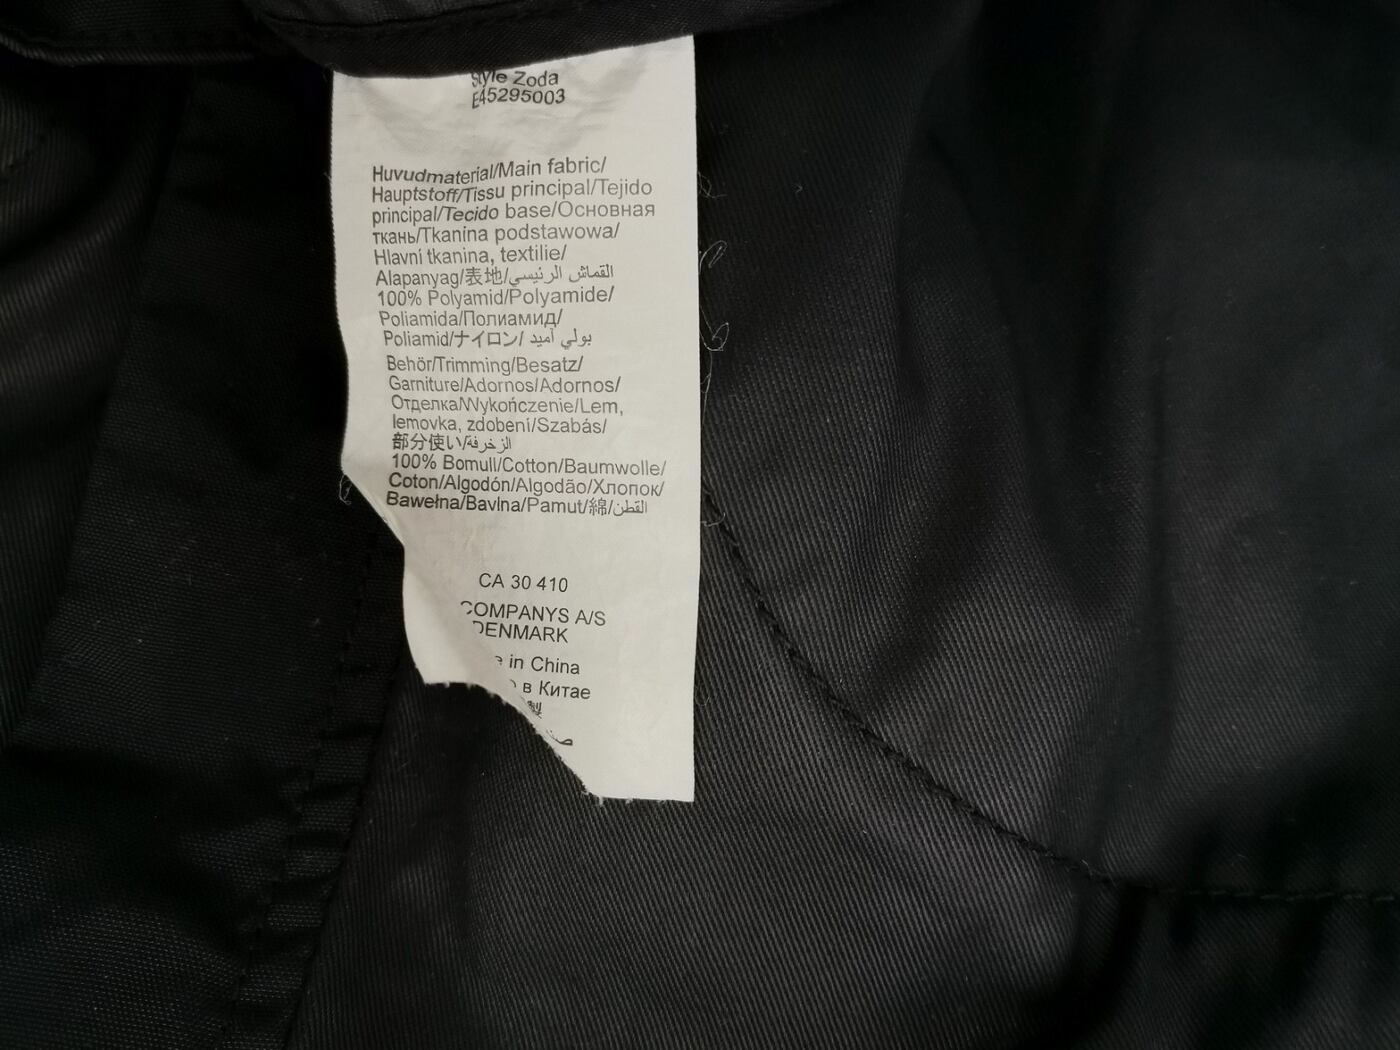 Style Zoda
E45295003
Huvudmaterial/Main fabric/
Hauptstoff/Tissu principal/Tejido
principal/Tecido base/Основная
ткань/Tkanina podstawowa/
Hlavní tkanina, textilie/
Alapanyag/表地/القماش الرئيسي
100% Polyamid/Polyamide/
Poliamida/Полиамид/
Poliamid/ナイロン/ بولي أميد
Behör/Trimming/Besatz/
Garniture/Adornos/Adornos/
Отделка/Wykończenie/Lem,
lemovka, zdobení/Szabás/
部分使い/الزخرفة
100% Bomull/Cotton/Baumwolle/
Coton/Algodón/Algodão/Хлопок/
Bawełna/Bavlna/Pamut/綿/القطن
CA 30 410
COMPANYS A/S
DENMARK
e in China
о в Китае
製